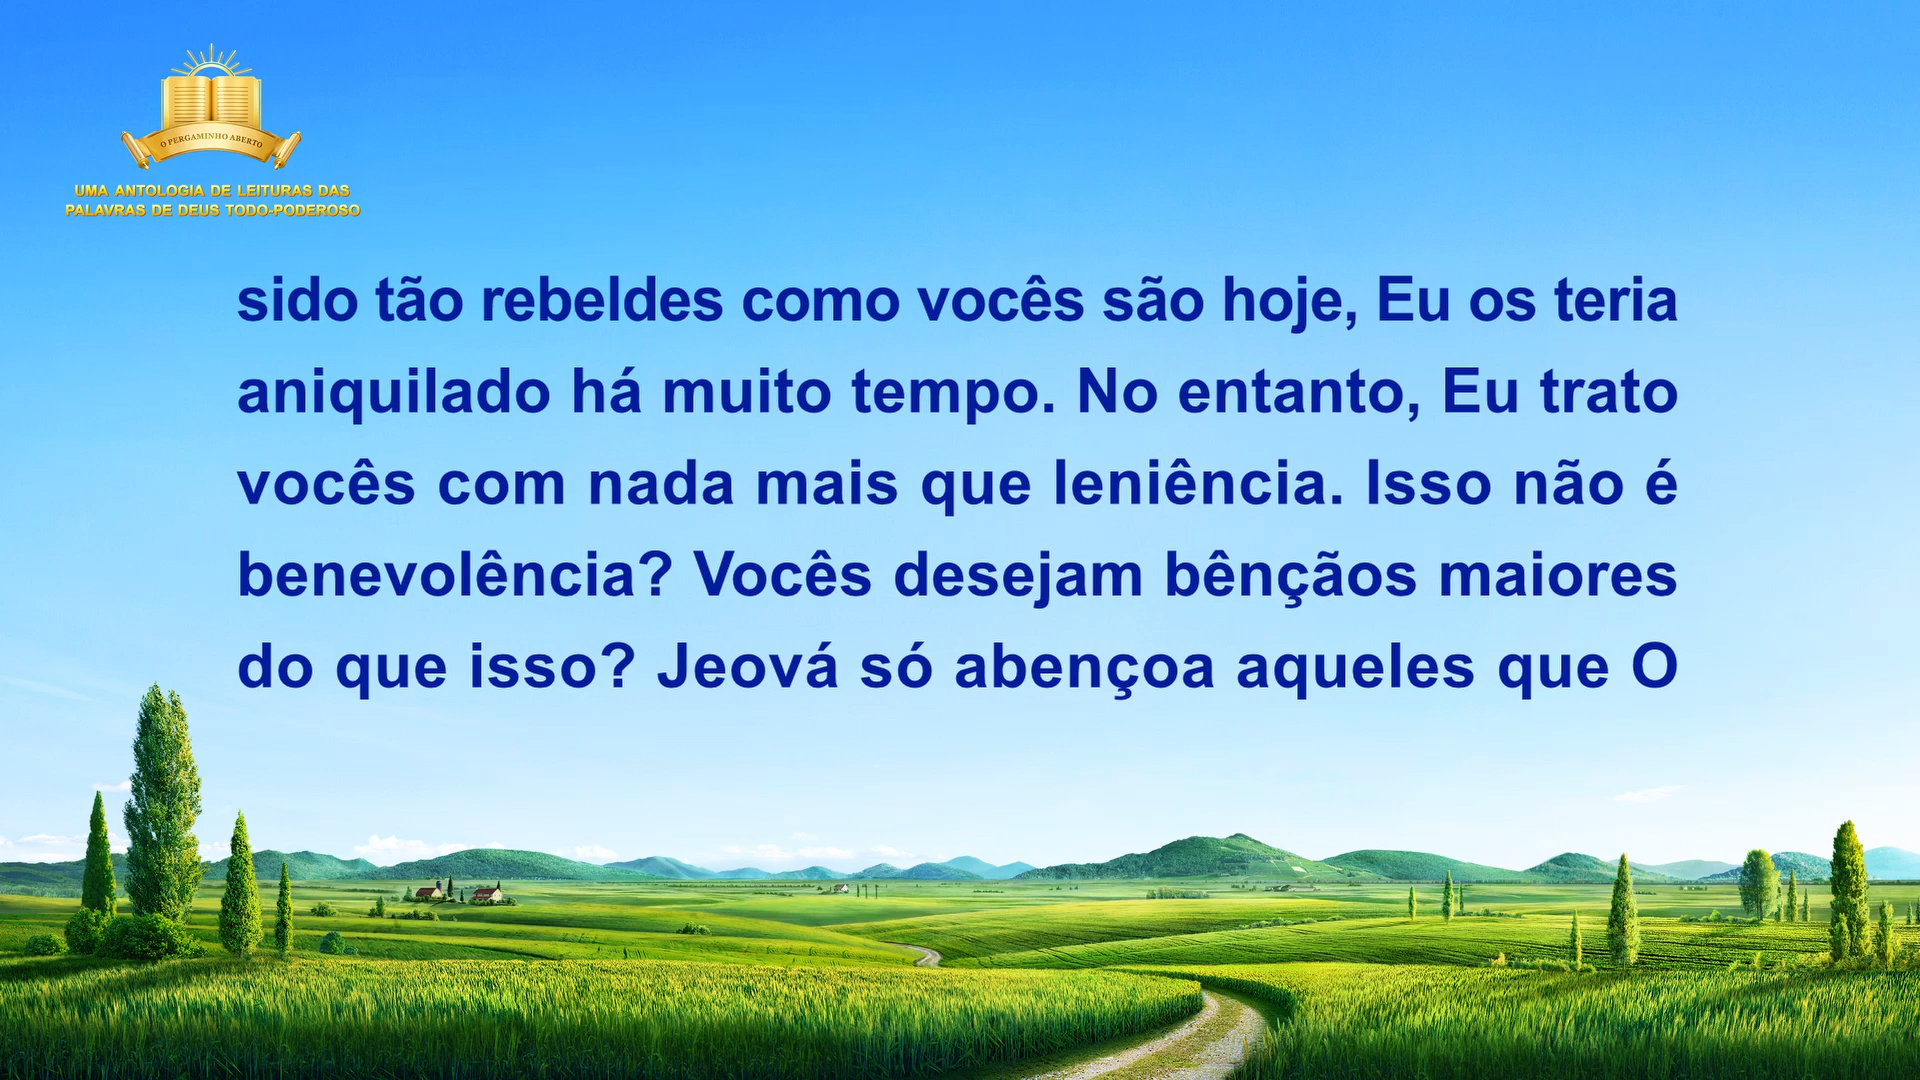 O PERGAMINHO ABERTO
UMA ANTOLOGIA DE LEITURAS DAS
PALAVRAS DE DEUS TODO-PODEROSO
sido tão rebeldes como vocês são hoje, Eu os teria
aniquilado há muito tempo. No entanto, Eu trato
vocês com nada mais que leniência. Isso não é
benevolência? Vocês desejam bênçãos maiores
do que isso? Jeová só abençoa aqueles que O